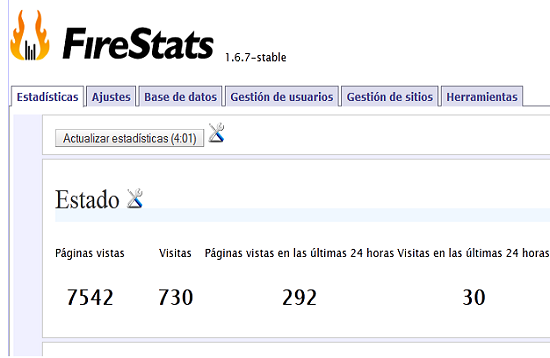 FireStats 1.6.7-stable
Estadísticas Ajustes Base de datos Gestión de usuarios Gestión de sitios Herramientas
Actualizar estadísticas (4:01)
Estado
Páginas vistas Visitas Páginas vistas en las últimas 24 horas Visitas en las últimas 24 horas
7542 730 292 30